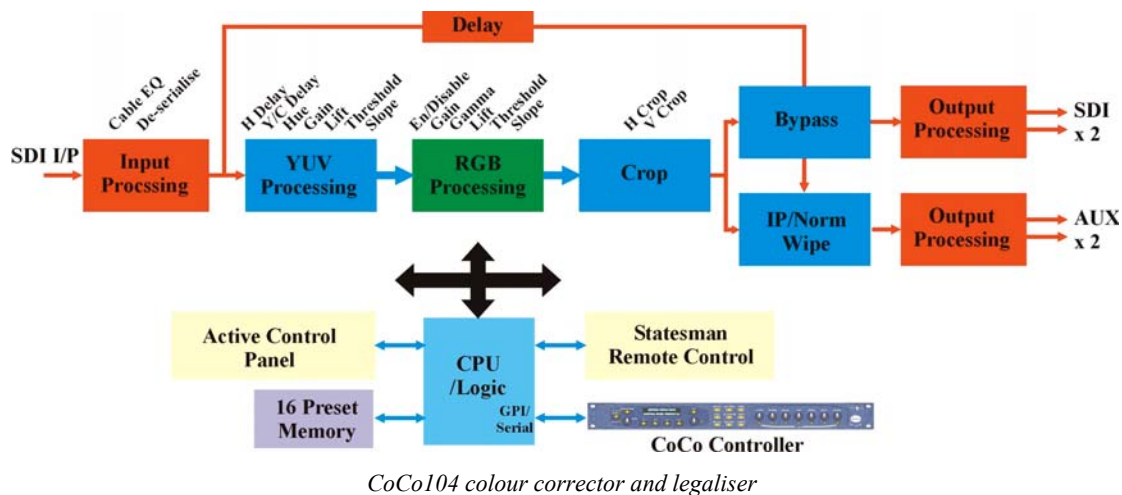 Delay
Cable EQ
De-serialise
H Delay
Y/C Delay
Hue
Gain
Lift
Threshold
Slope
En/Disable
Gain
Gamma
Lift
Threshold
Slope
H Crop
V Crop
SDI I/P
Input
Procssing
YUV
Processing
RGB
Processing
Crop
Bypass
Output
Processing
SDI
x 2
IP/Norm
Wipe
Output
Processing
AUX
x 2
Active Control
Panel
CPU
/Logic
GPI/
Serial
Statesman
Remote Control
16 Preset
Memory
CoCo Controller
CoCo104 colour corrector and legaliser